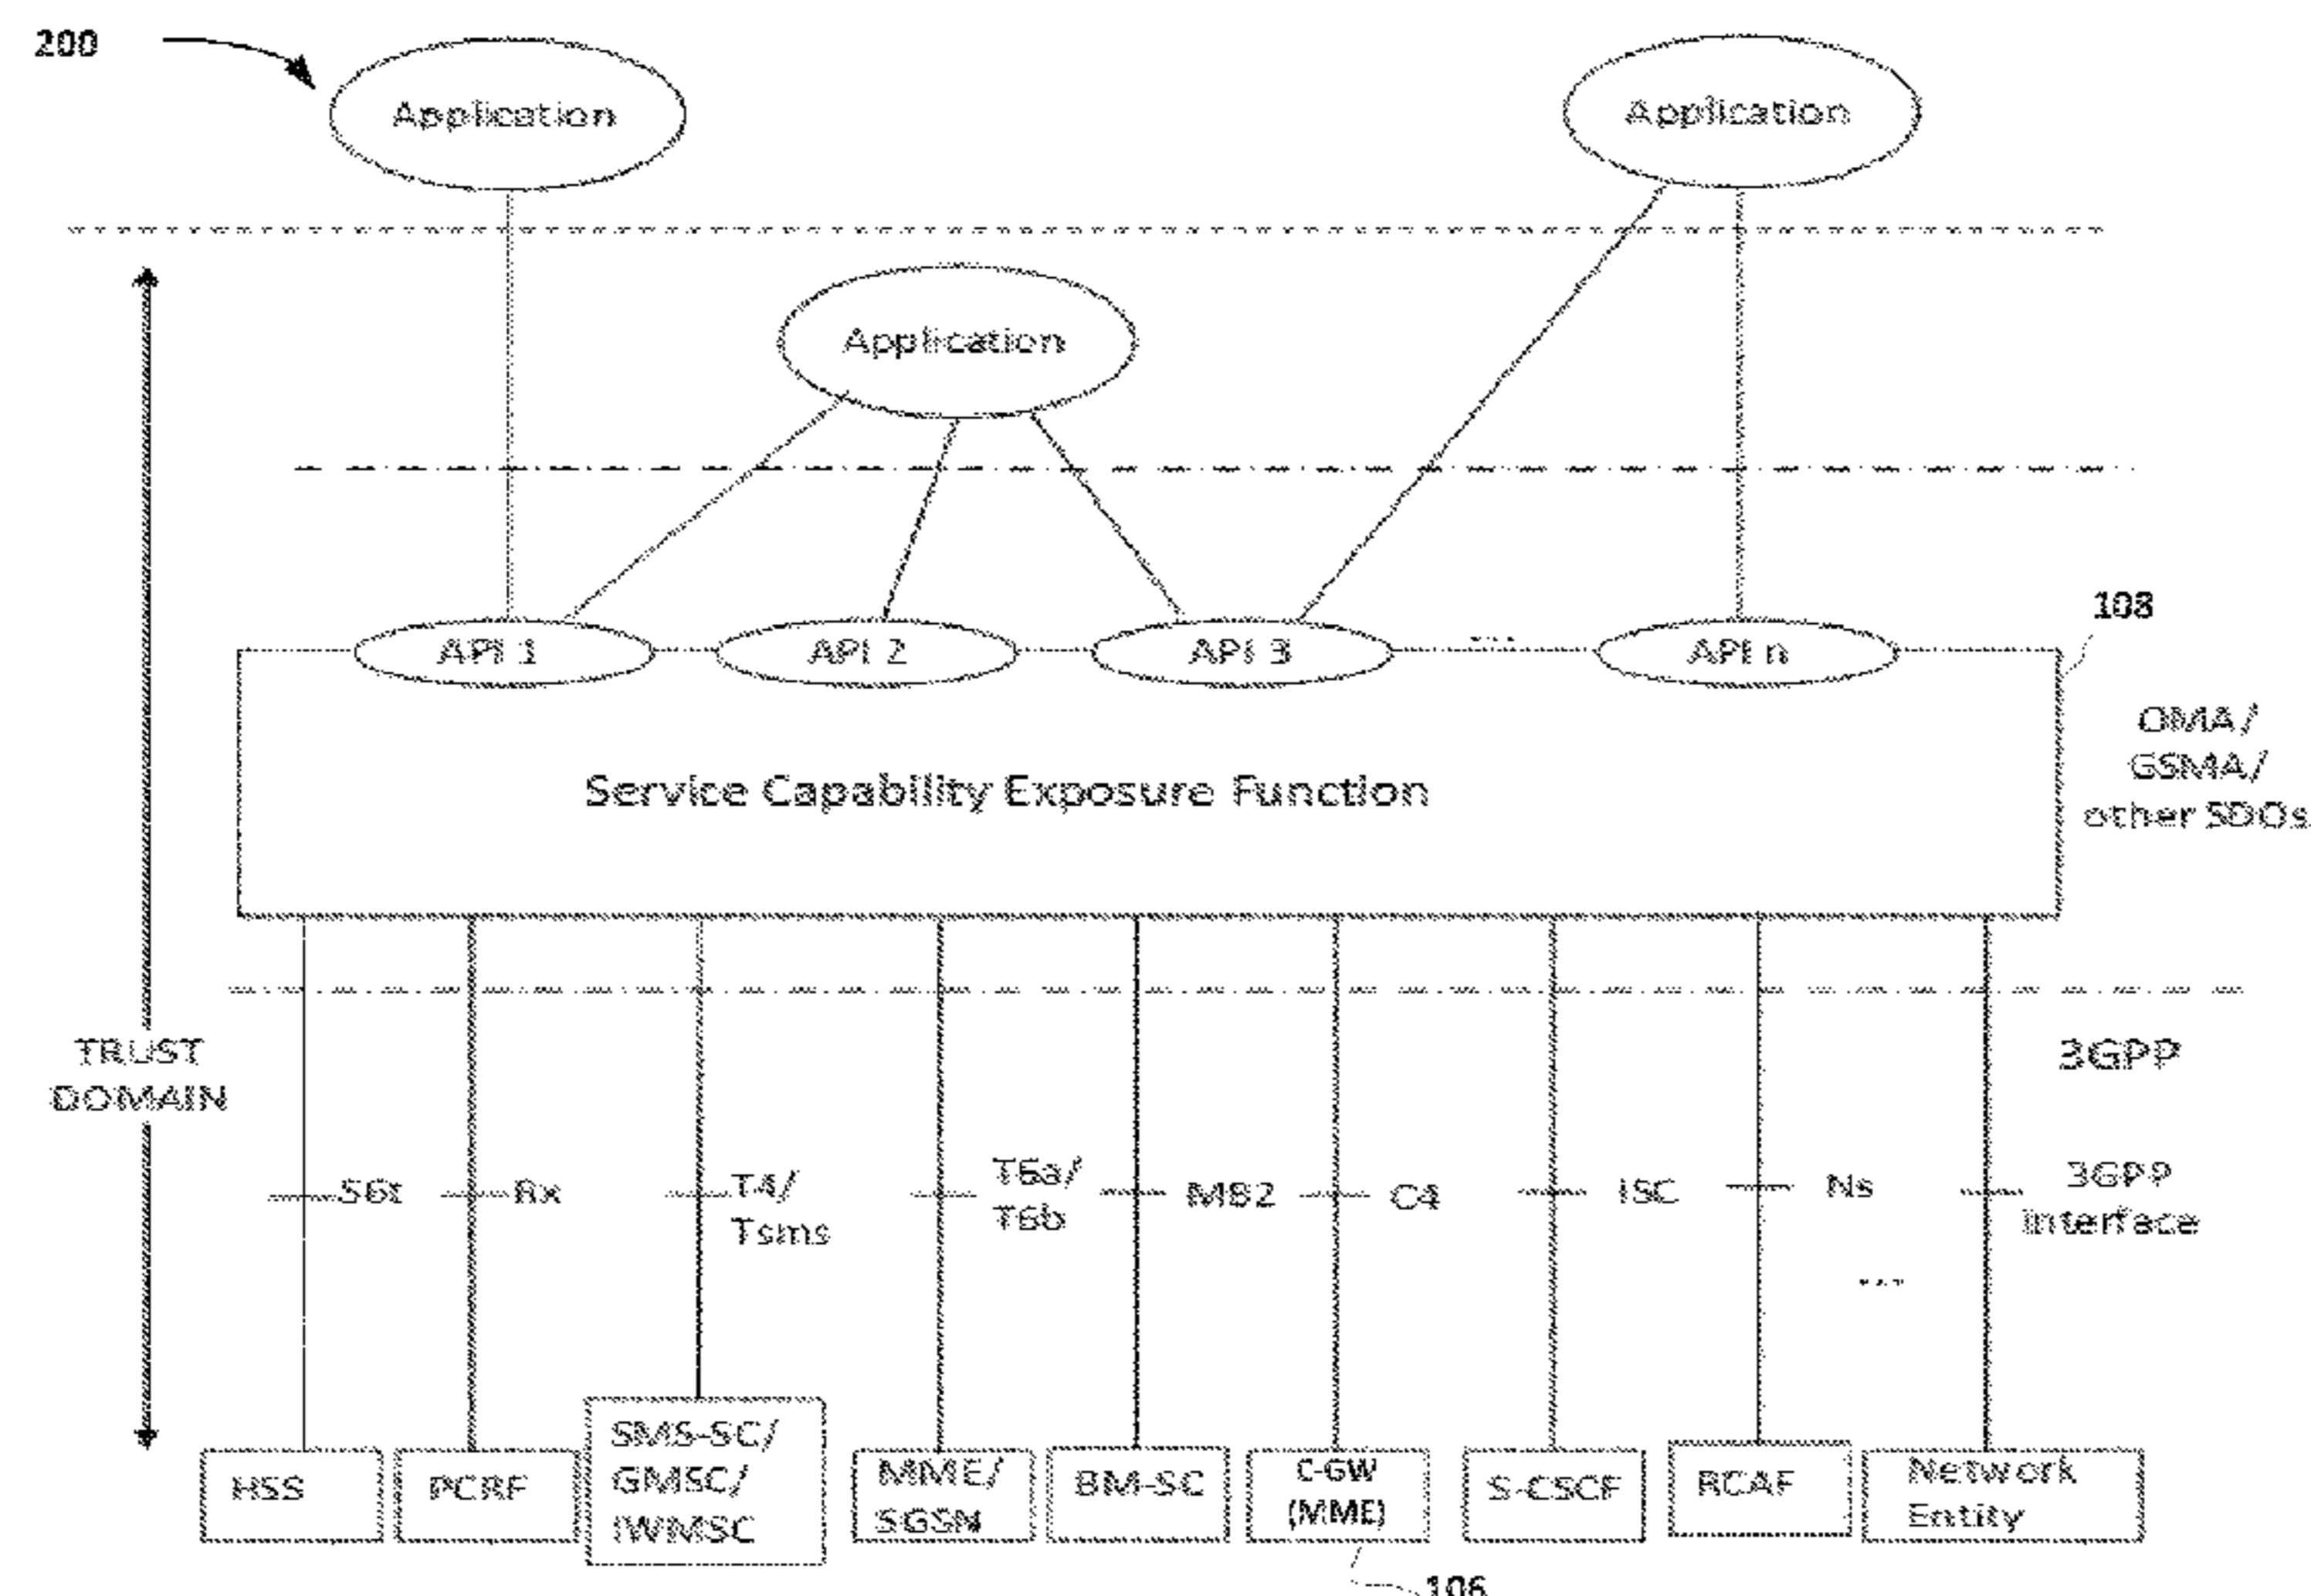 200
Application
Application
Application
API 1
API 2
API 3
...
API n
108
Service Capability Exposure Function
OMA/
GSMA/
other SDOs
TRUST
DOMAIN
3GPP
S6t
Rx
T4/
Tsms
T6a/
T6b
MB2
C4
ISC
Ns
3GPP
interface
...
HSS
PCRF
SMS-SC/
GMSC/
IWMSC
MME/
SGSN
BM-SC
C-GW
(MME)
S-CSCF
RCAF
Network
Entity
106